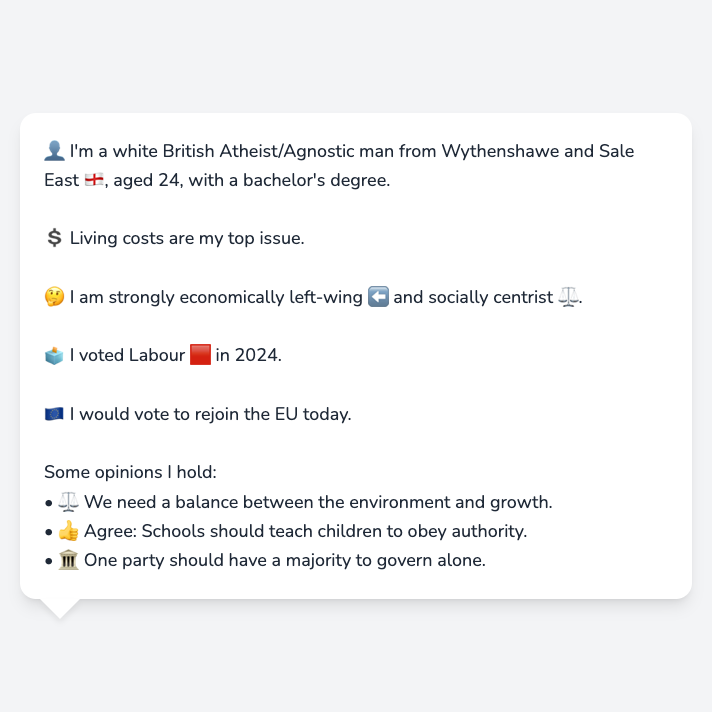 👤 I'm a white British Atheist/Agnostic man from Wythenshawe and Sale
East 🏴󠁧󠁢󠁥󠁮󠁧󠁿, aged 24, with a bachelor's degree.
💲 Living costs are my top issue.
🤔 I am strongly economically left-wing ⬅️ and socially centrist ⚖️.
🗳️ I voted Labour 🟥 in 2024.
🇪🇺 I would vote to rejoin the EU today.
Some opinions I hold:
• ⚖️ We need a balance between the environment and growth.
• 👍 Agree: Schools should teach children to obey authority.
• 🏛️ One party should have a majority to govern alone.